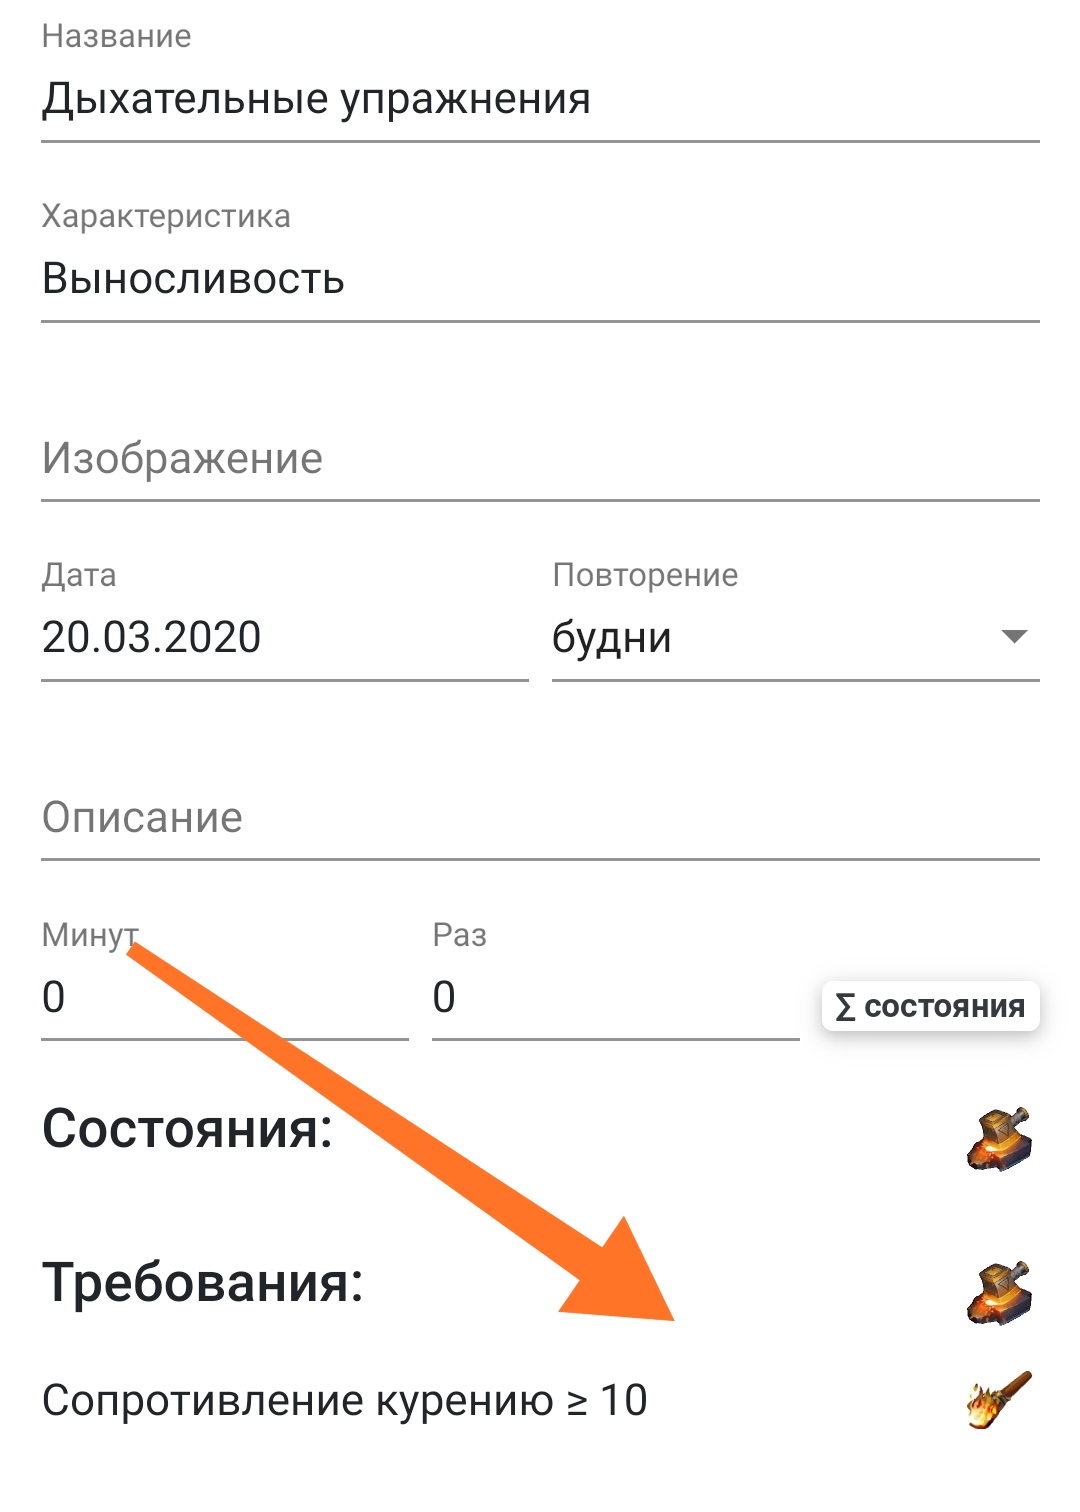 Название
Дыхательные упражнения
Характеристика
Выносливость
Изображение
Дата
Повторение
20.03.2020
будни
Описание
Минут
Раз
0
0
∑ состояния
Состояния:
Требования:
Сопротивление курению ≥ 10